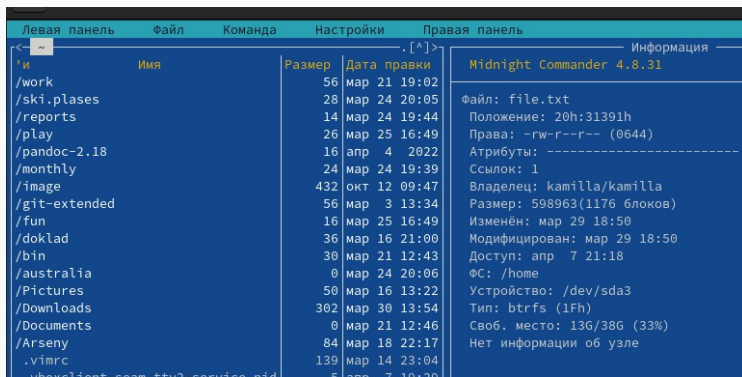 Левая панель Файл Команда Настройки Правая панель
<- ~ .[^]>
'и Имя Размер Дата правки
/work 56 мар 21 19:02
/ski.plases 28 мар 24 20:05
/reports 14 мар 24 19:44
/play 26 мар 25 16:49
/pandoc-2.18 16 апр 4 2022
/monthly 24 мар 24 19:39
/image 432 окт 12 09:47
/git-extended 56 мар 3 13:34
/fun 16 мар 25 16:49
/doklad 36 мар 16 21:00
/bin 30 мар 21 12:43
/australia 0 мар 24 20:06
/Pictures 50 мар 16 13:22
/Downloads 302 мар 30 13:54
/Documents 0 мар 21 12:46
/Arseny 84 мар 18 22:17
.vimrc 139 мар 14 23:04
.vboxclient-seam 5 апр 7 19:29
Информация
Midnight Commander 4.8.31
Файл: file.txt
Положение: 20h:31391h
Права: -rw-r--r-- (0644)
Атрибуты: -------------------------
Ссылок: 1
Владелец: kamilla/kamilla
Размер: 598963(1176 блоков)
Изменён: мар 29 18:50
Модифицирован: мар 29 18:50
Доступ: апр 7 21:18
ФС: /home
Устройство: /dev/sda3
Тип: btrfs (1Fh)
Своб. место: 13G/38G (33%)
Нет информации об узле